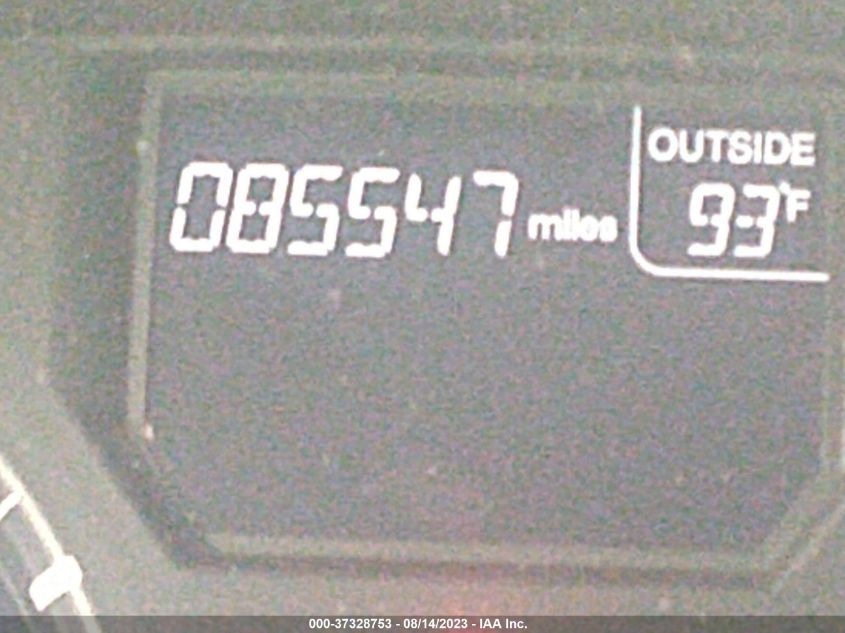 085547 miles
OUTSIDE
93°F
000-37328753 - 08/14/2023 - IAA Inc.